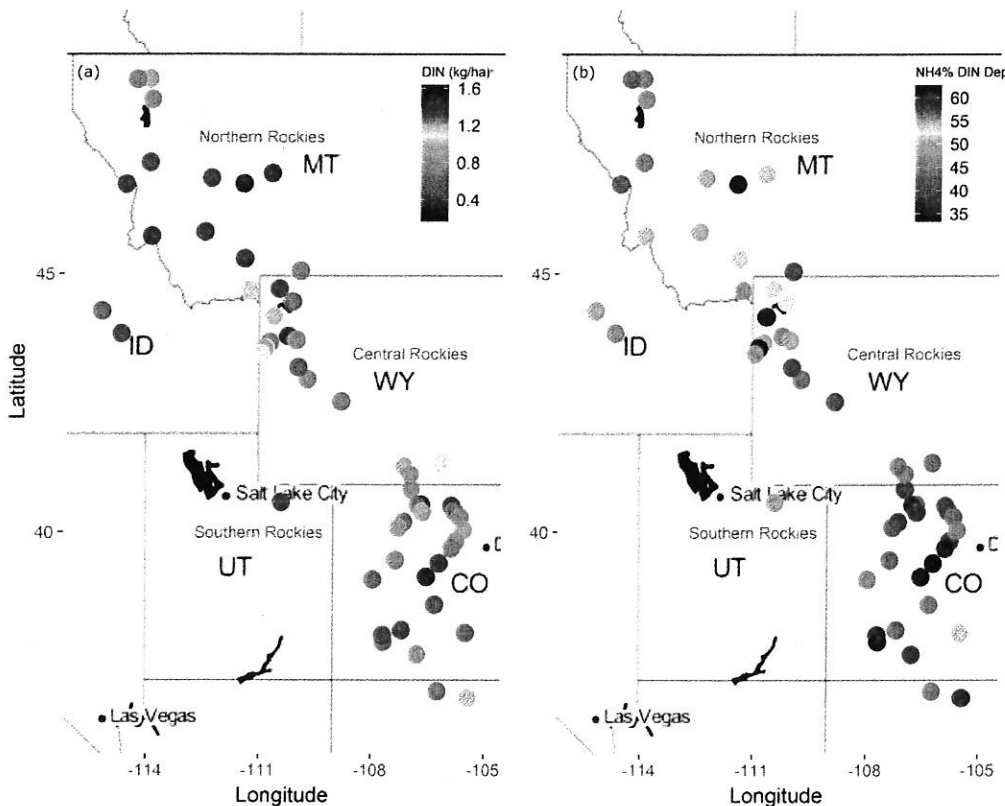 (a)
DIN (kg/ha)
1.6
1.2
0.8
0.4
Northern Rockies
MT
45
ID
Central Rockies
WY
Latitude
Salt Lake City
40
Southern Rockies
UT
CO
D
Las Vegas
-114
-111
-108
-105
Longitude
(b)
NH4% DIN Dep
60
55
50
45
40
35
Northern Rockies
MT
45
ID
Central Rockies
WY
Salt Lake City
40
Southern Rockies
UT
CO
D
Las Vegas
-114
-111
-108
-105
Longitude